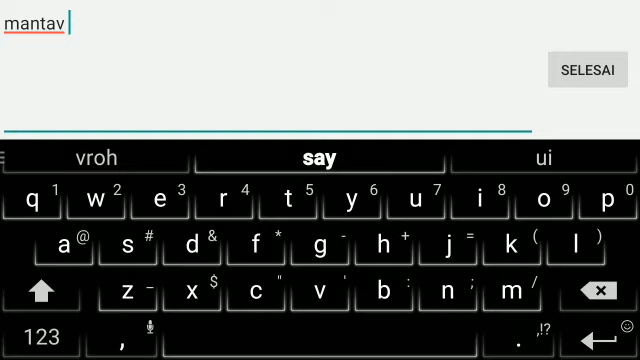 mantav
SELESAI
vroh say ui
q 1 w 2 e 3 r 4 t 5 y 6 u 7 i 8 o 9 p 0
a @ s # d & f * g - h + j = k ( l )
z _ x $ c " v ' b : n ; m /
123 , . ,!?